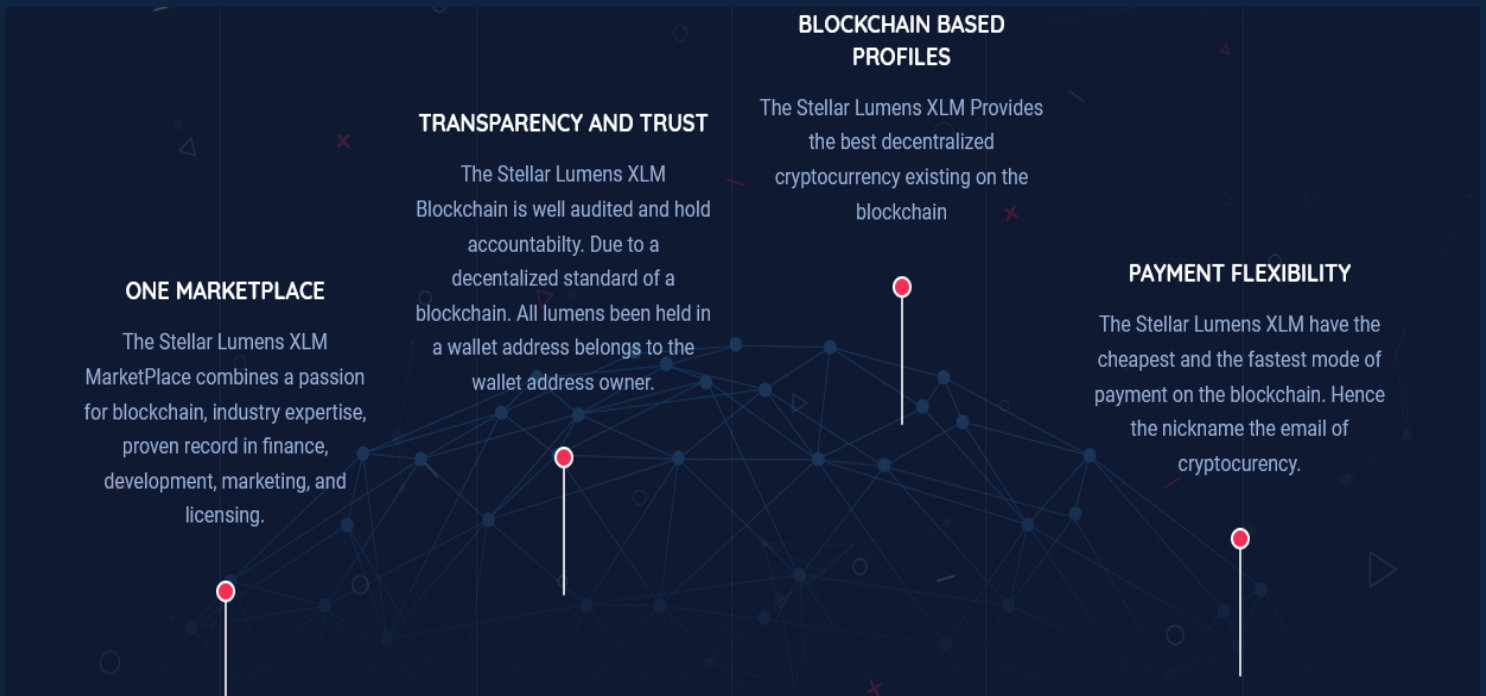 ONE MARKETPLACE
The Stellar Lumens XLM
MarketPlace combines a passion
for blockchain, industry expertise,
proven record in finance,
development, marketing, and
licensing.
TRANSPARENCY AND TRUST
The Stellar Lumens XLM
Blockchain is well audited and hold
accountabilty. Due to a
decentalized standard of a
blockchain. All lumens been held in
a wallet address belongs to the
wallet address owner.
BLOCKCHAIN BASED
PROFILES
The Stellar Lumens XLM Provides
the best decentralized
cryptocurrency existing on the
blockchain
PAYMENT FLEXIBILITY
The Stellar Lumens XLM have the
cheapest and the fastest mode of
payment on the blockchain. Hence
the nickname the email of
cryptocurency.